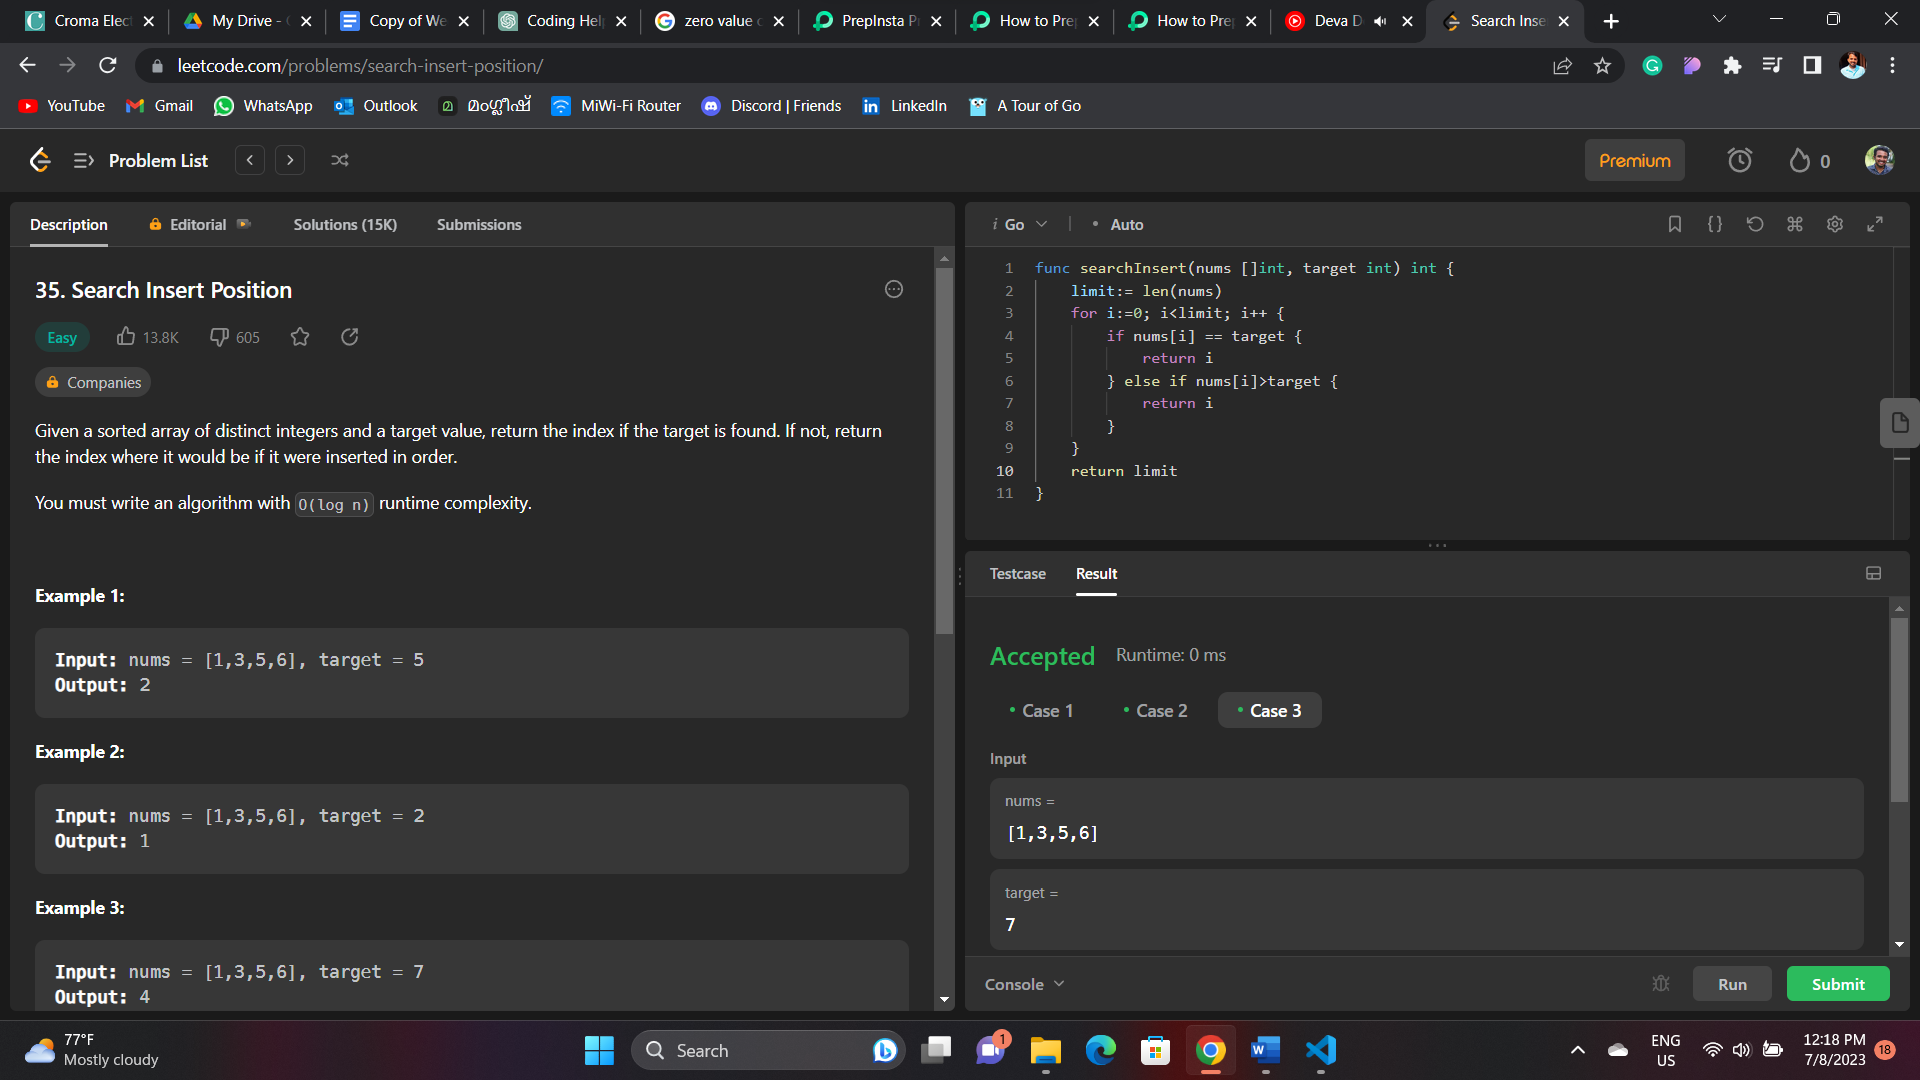 Croma Elect
My Drive -
Copy of We
Coding Help
zero value
PrepInsta P
How to Prep
How to Prep
Deva D
Search Inse
leetcode.com/problems/search-insert-position/
YouTube
Gmail
WhatsApp
Outlook
മ
മംഗ്ലീഷ്
MiWi-Fi Router
Discord | Friends
LinkedIn
A Tour of Go
Problem List
Premium
0
Description
Editorial
Solutions (15K)
Submissions
35. Search Insert Position
Easy
13.8K
605
Companies
Given a sorted array of distinct integers and a target value, return the index if the target is found. If not, return
the index where it would be if it were inserted in order.
You must write an algorithm with O(log n) runtime complexity.
Example 1:
Input: nums = [1,3,5,6], target = 5
Output: 2
Example 2:
Input: nums = [1,3,5,6], target = 2
Output: 1
Example 3:
Input: nums = [1,3,5,6], target = 7
Output: 4
i Go
• Auto
1 func searchInsert(nums []int, target int) int {
2 limit:= len(nums)
3 for i:=0; i<limit; i++ {
4 if nums[i] == target {
5 return i
6 } else if nums[i]>target {
7 return i
8 }
9 }
10 return limit
11 }
Testcase
Result
Accepted
Runtime: 0 ms
• Case 1
• Case 2
• Case 3
Input
nums =
[1,3,5,6]
target =
7
Console
Run
Submit
77°F
Mostly cloudy
Search
1
ENG
US
12:18 PM
7/8/2023
18